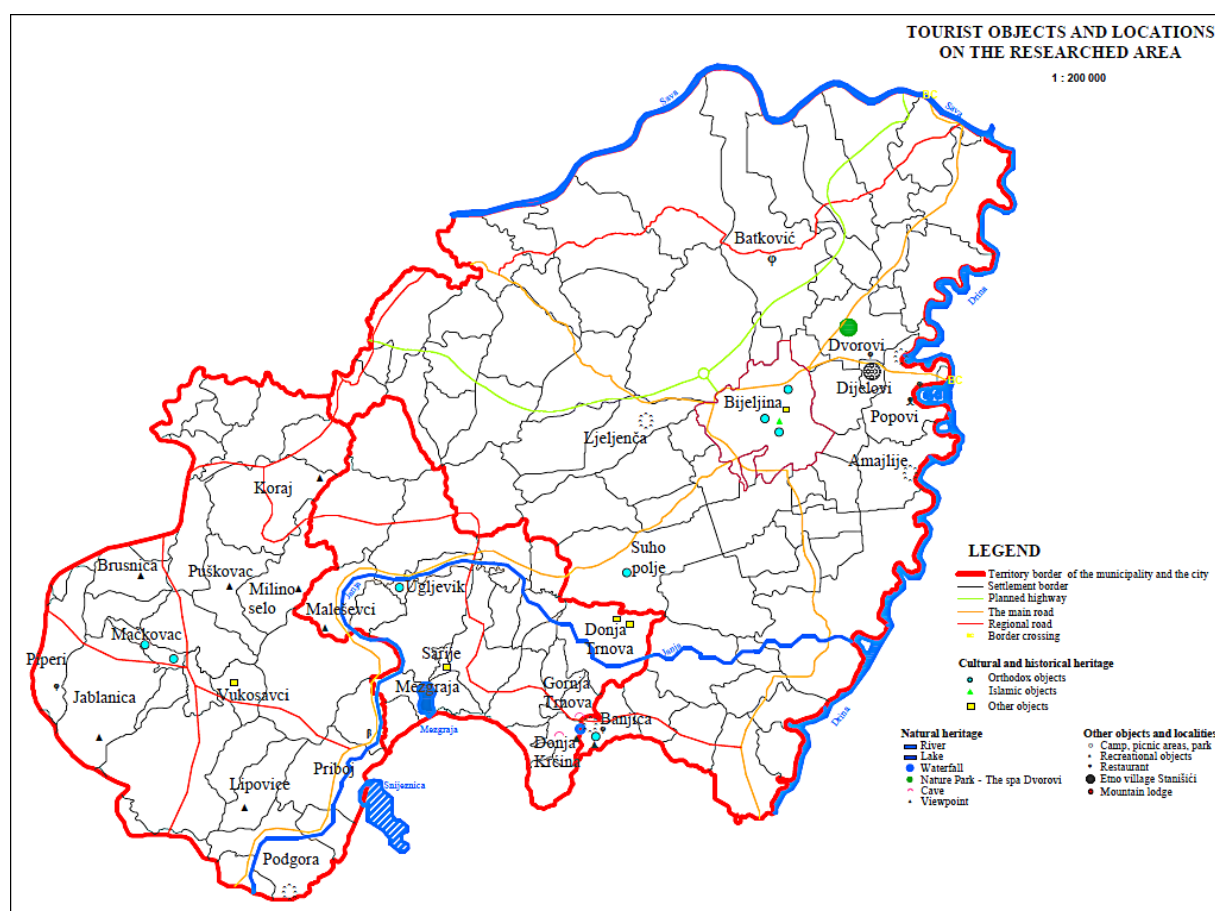 TOURIST OBJECTS AND LOCATIONS
ON THE RESEARCHED AREA
1 : 200 000
Sava
BC
Sava
Batković
Drina
Dvorovi
BC
Dijelovi
Bijeljina
Popovi
Ljeljenča
Amajlije
Koraj
Suho
polje
Brusnica
Puškovac
Milino
selo
Janja
Ugljevik
Maleševci
Mačkovac
Donja
Trnova
Janja
Sarije
Piperi
Jablanica
Vukosavci
Mezgraja
Gornja
Trnova
Banjica
Drina
Mezgraja
Donja
Krčina
Priboj
Lipovice
Snijeznica
Podgora
LEGEND
Territory border of the municipality and the city
Settlement border
Planned highway
The main road
Regional road
Border crossing
Cultural and historical heritage
Orthodox objects
Islamic objects
Other objects
Natural heritage
River
Lake
Waterfall
Nature Park - The spa Dvorovi
Cave
Viewpoint
Other objects and localities
Camp, picnic areas, park
Recreational objects
Restaurant
Etno village Stanišići
Mountain lodge